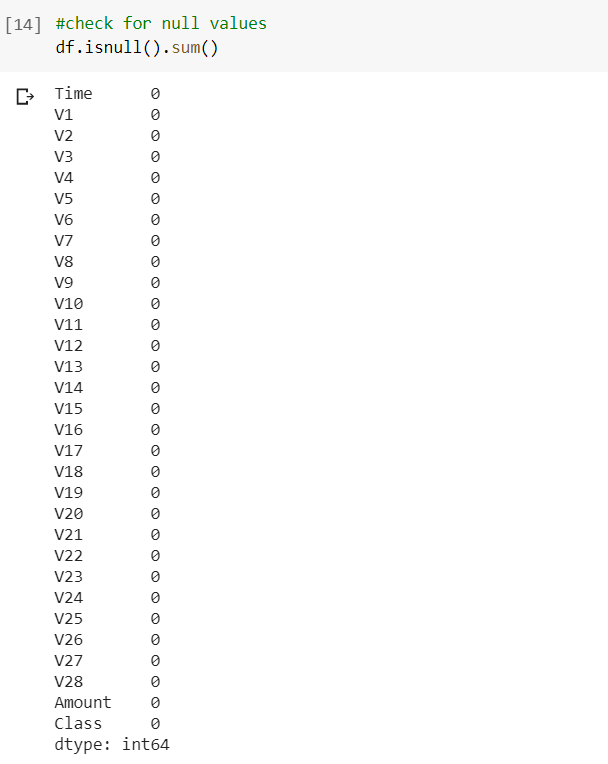 [14] #check for null values
df.isnull().sum()
Time 0
V1 0
V2 0
V3 0
V4 0
V5 0
V6 0
V7 0
V8 0
V9 0
V10 0
V11 0
V12 0
V13 0
V14 0
V15 0
V16 0
V17 0
V18 0
V19 0
V20 0
V21 0
V22 0
V23 0
V24 0
V25 0
V26 0
V27 0
V28 0
Amount 0
Class 0
dtype: int64